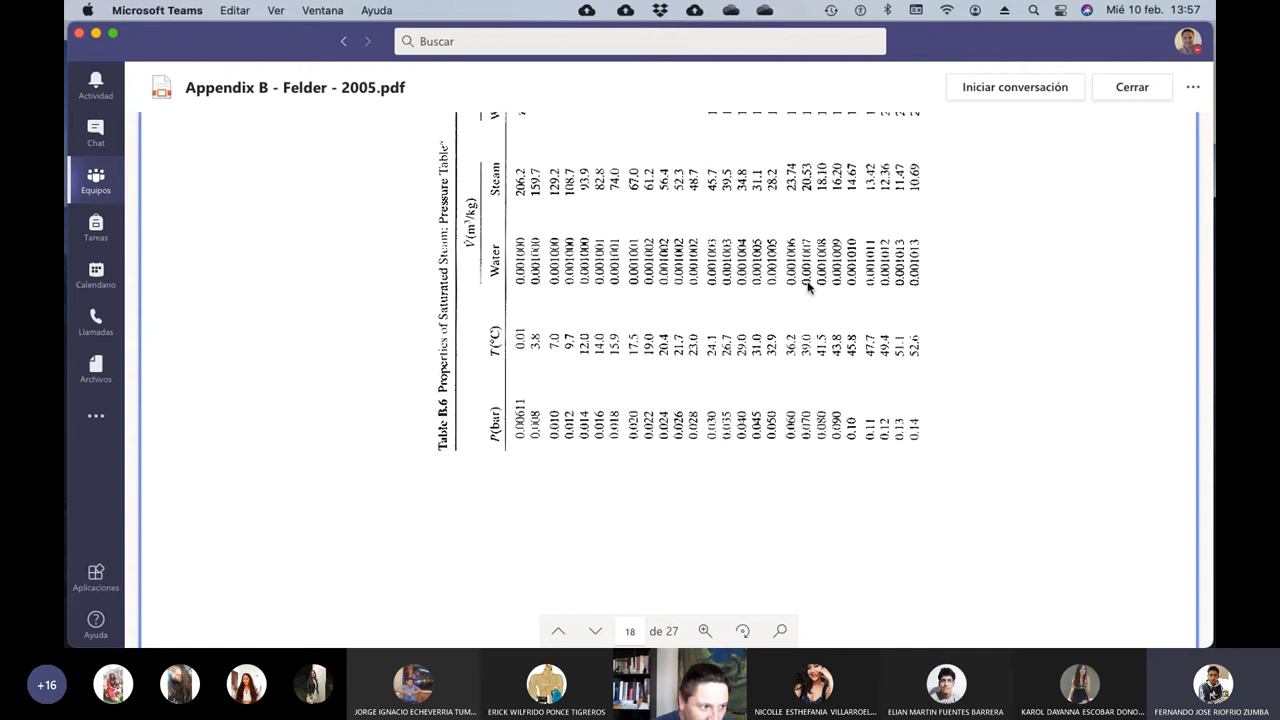 Microsoft Teams Editar Ver Ventana Ayuda Mié 10 feb. 13:57
Buscar
Appendix B - Felder - 2005.pdf
Iniciar conversación
Cerrar
Actividad
Chat
Equipos
Tareas
Calendario
Llamadas
Archivos
Aplicaciones
Ayuda
Table B.6 Properties of Saturated Steam: Pressure Table
V̂(m³/kg)
P(bar) T(°C) Water Steam
0.00611 0.01 0.001000 206.2
0.008 3.8 0.001000 159.7
0.010 7.0 0.001000 129.2
0.012 9.7 0.001000 108.7
0.014 12.0 0.001000 93.9
0.016 14.0 0.001001 82.8
0.018 15.9 0.001001 74.0
0.020 17.5 0.001001 67.0
0.022 19.0 0.001002 61.2
0.024 20.4 0.001002 56.4
0.026 21.7 0.001002 52.3
0.028 23.0 0.001002 48.7
0.030 24.1 0.001003 45.7
0.035 26.7 0.001003 39.5
0.040 29.0 0.001004 34.8
0.045 31.0 0.001005 31.1
0.050 32.9 0.001005 28.2
0.060 36.2 0.001006 23.74
0.070 39.0 0.001007 20.53
0.080 41.5 0.001008 18.10
0.090 43.8 0.001009 16.20
0.10 45.8 0.001010 14.67
0.11 47.7 0.001011 13.42
0.12 49.4 0.001012 12.36
0.13 51.1 0.001013 11.47
0.14 52.6 0.001013 10.69
18 de 27
+16
JORGE IGNACIO ECHEVERRIA TUM...
ERICK WILFRIDO PONCE TIGREROS
NICOLLE ESTHEFANIA VILLARROEL...
ELIAN MARTIN FUENTES BARRERA
KAROL DAYANNA ESCOBAR DONO...
FERNANDO JOSE RIOFRIO ZUMBA